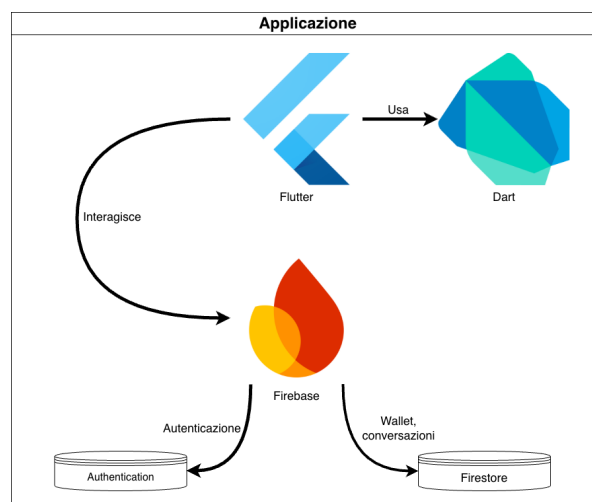 Applicazione
Usa
Flutter
Dart
Interagisce
Firebase
Autenticazione
Wallet,
conversazioni
Authentication
Firestore